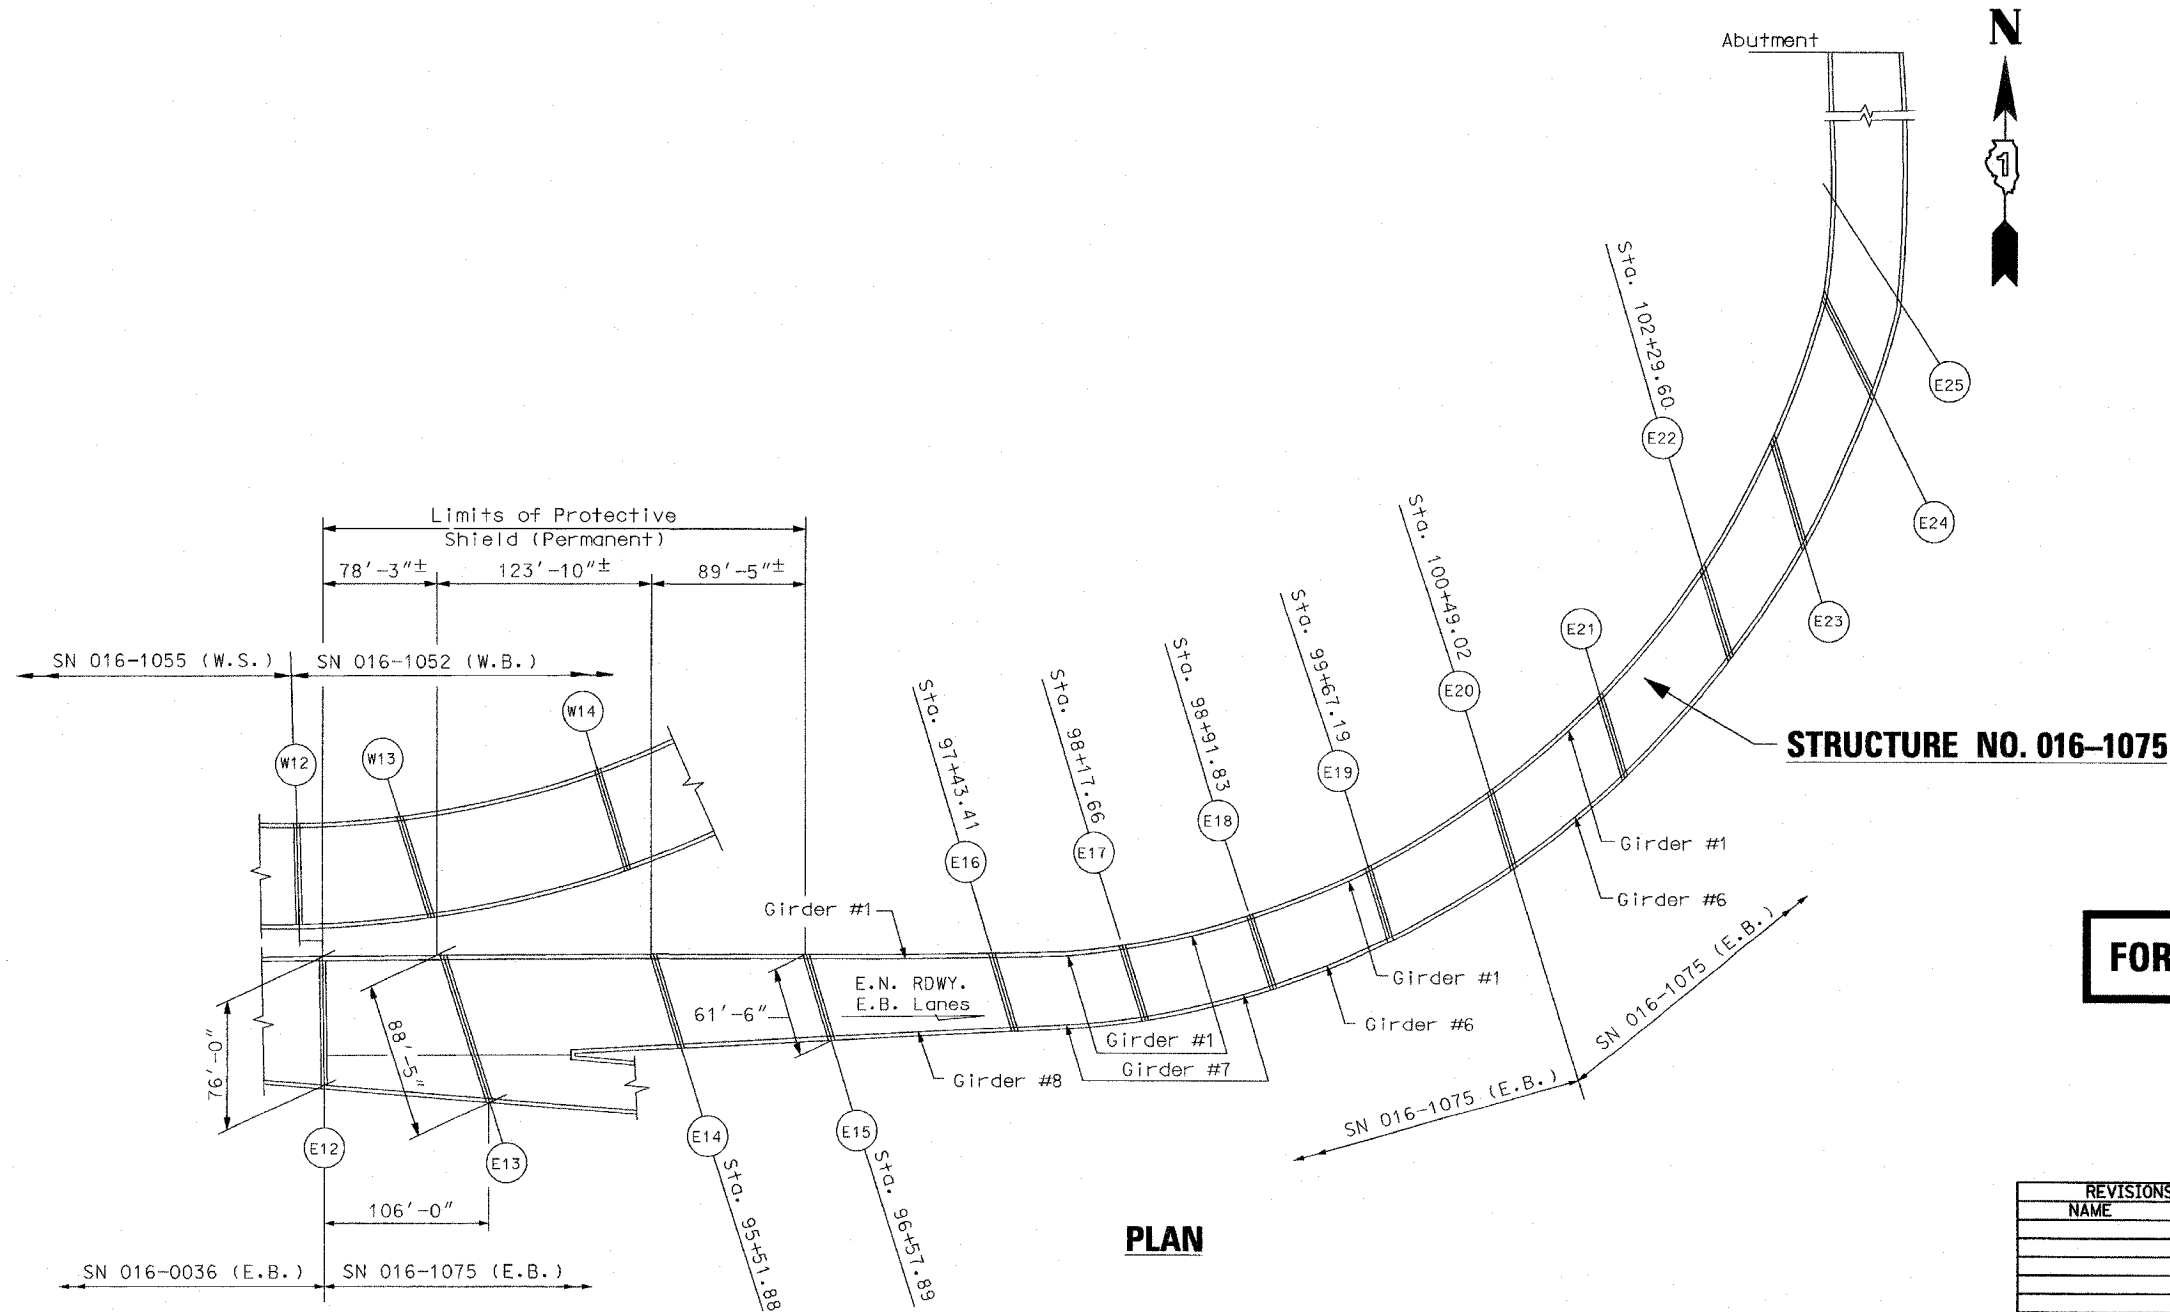 Abutment
N
1
Sta. 102+29.60
E22
E25
E24
E23
Limits of Protective
Shield (Permanent)
78'-3"±
123'-10"±
89'-5"±
SN 016-1055 (W.S.)
SN 016-1052 (W.B.)
W12
W13
W14
Sta. 97+43.41
E16
Sta. 98+17.66
E17
Sta. 98+91.83
E18
Sta. 99+67.19
E19
Sta. 100+49.02
E20
E21
STRUCTURE NO. 016-1075
Girder #1
Girder #6
Girder #1
E.N. RDWY.
E.B. Lanes
61'-6"
Girder #1
Girder #6
Girder #1
Girder #7
Girder #8
76'-0"
88'-5"
SN 016-1075 (E.B.)
SN 016-1075 (E.B.)
FOR
E12
E13
E14
Sta. 95+51.88
E15
Sta. 96+57.89
106'-0"
SN 016-0036 (E.B.)
SN 016-1075 (E.B.)
PLAN
REVISIONS
NAME